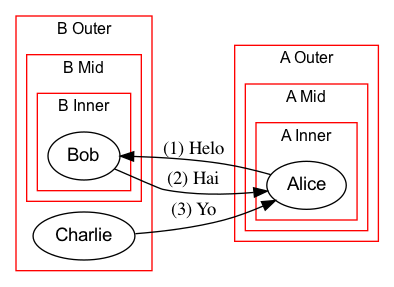 B Outer
B Mid
B Inner
Bob
Charlie
(1) Helo
(2) Hai
(3) Yo
A Outer
A Mid
A Inner
Alice